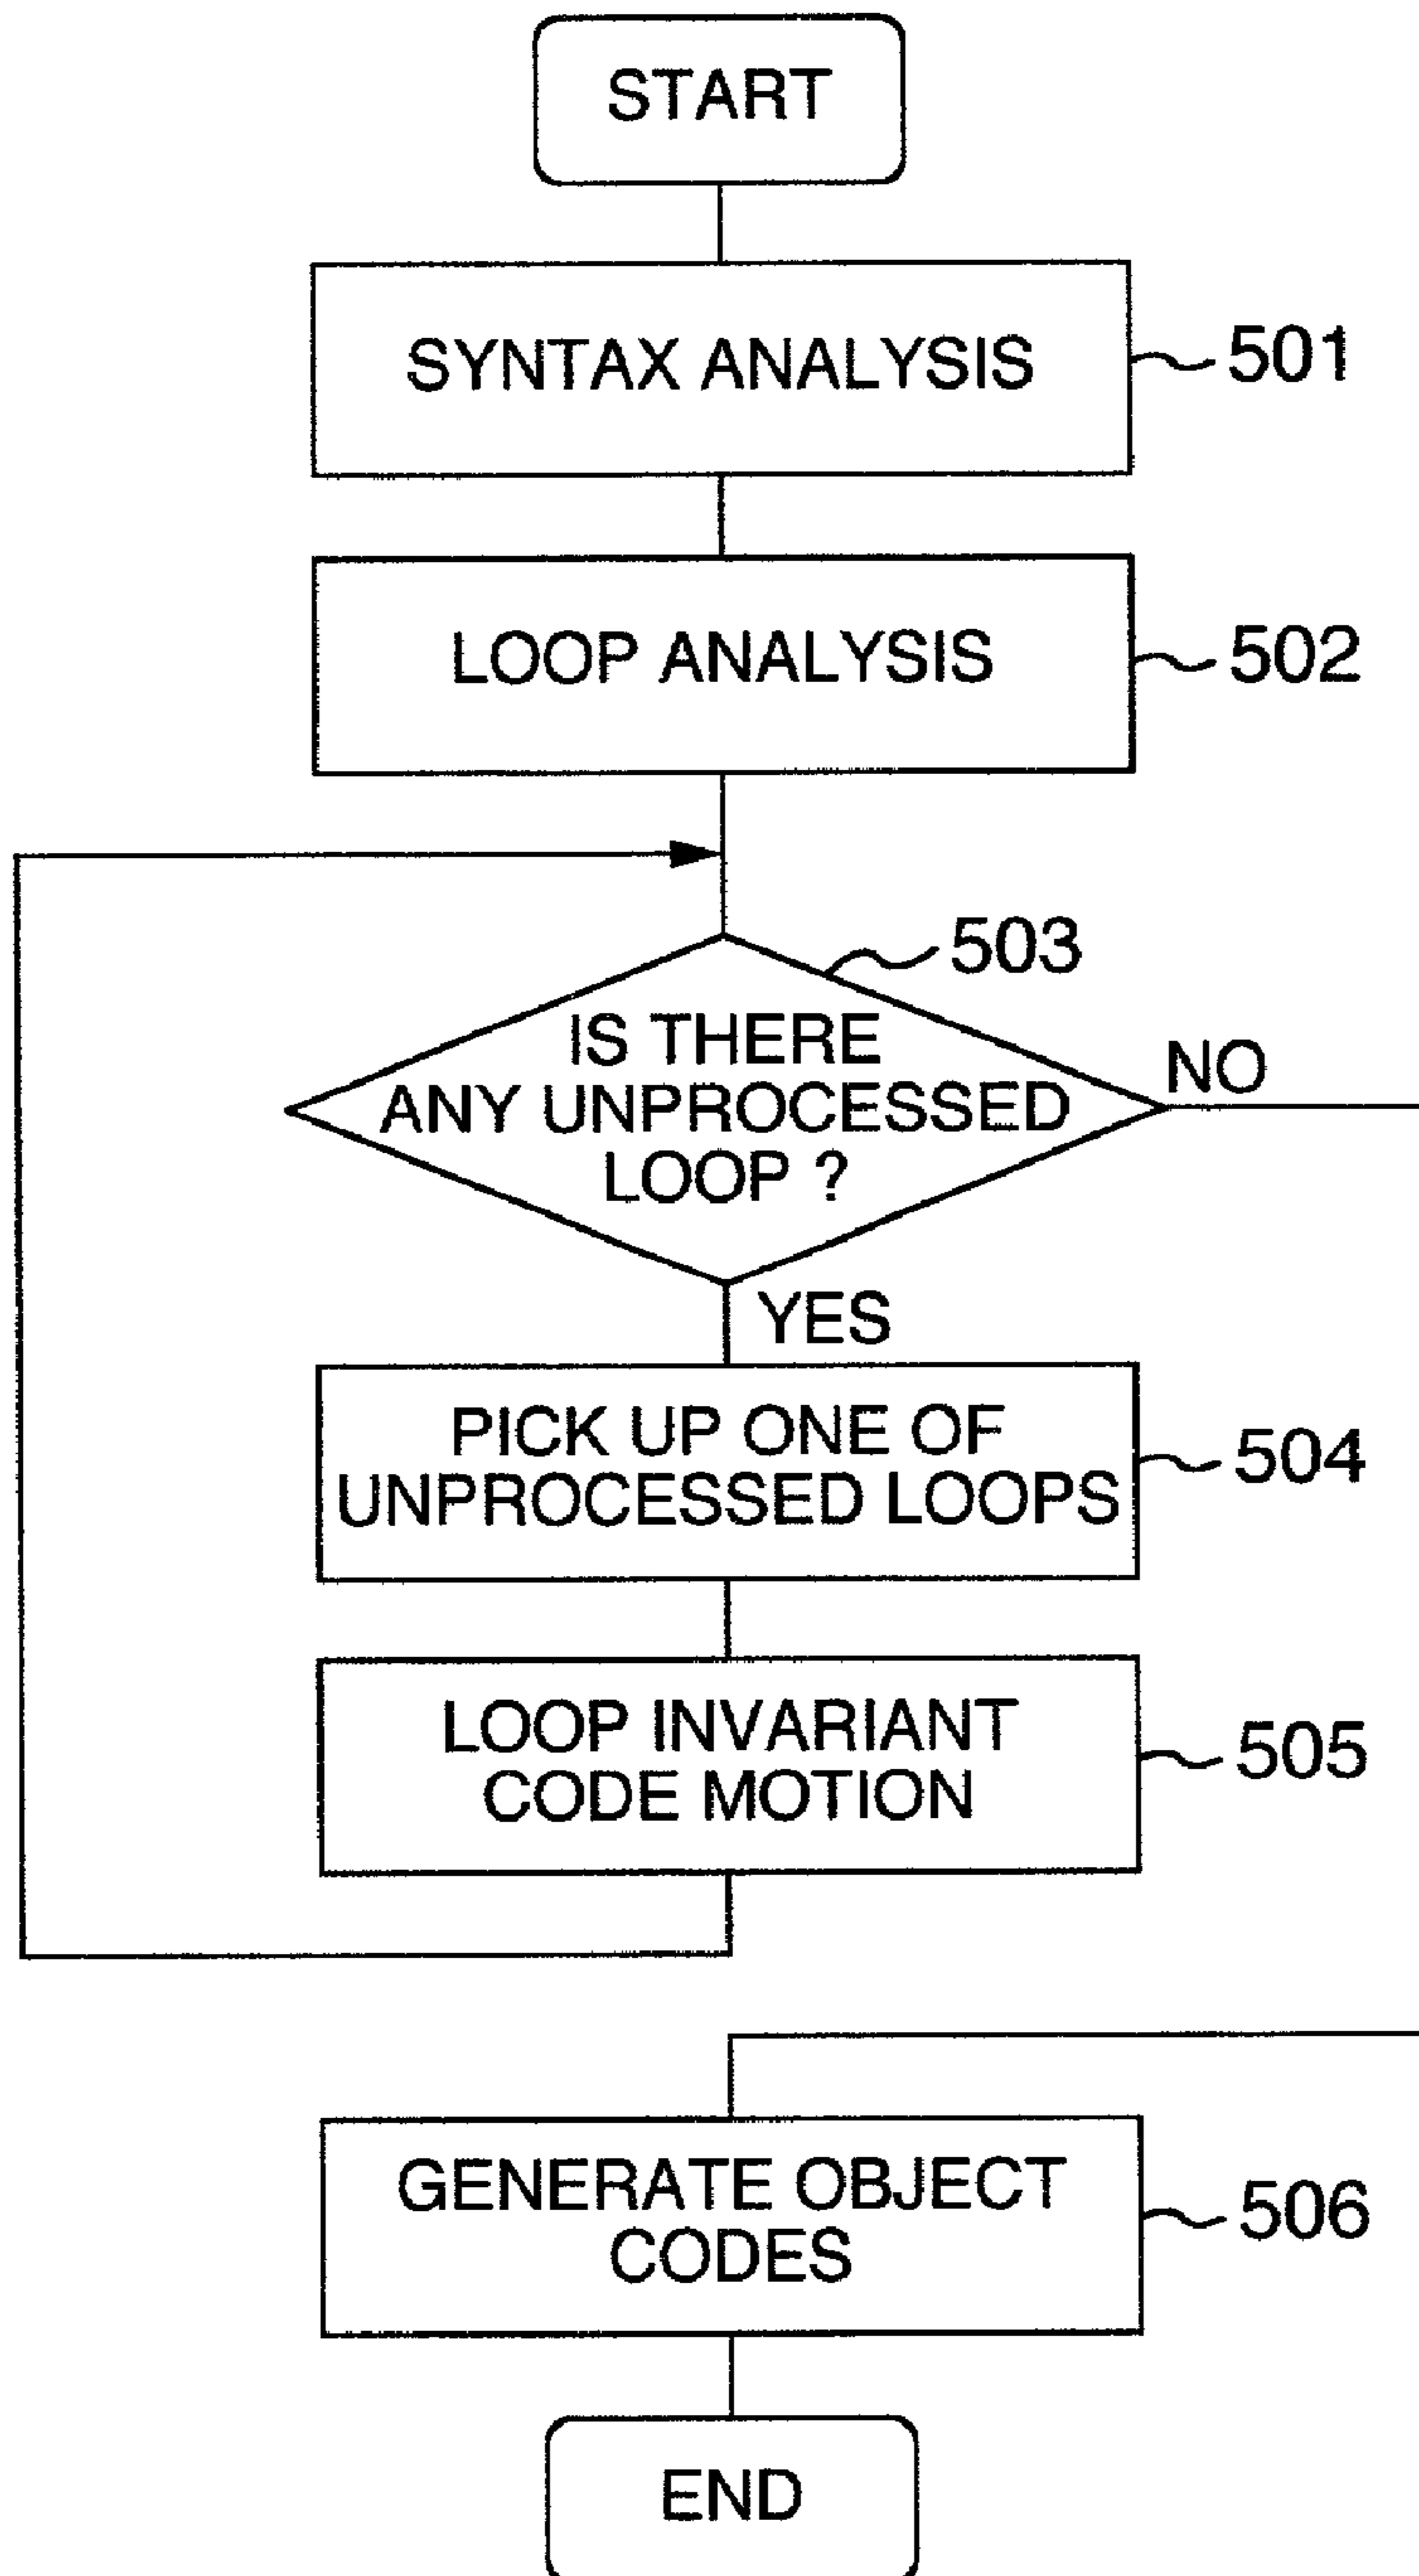 START
SYNTAX ANALYSIS
501
LOOP ANALYSIS
502
503
IS THERE
ANY UNPROCESSED
LOOP ?
NO
YES
PICK UP ONE OF
UNPROCESSED LOOPS
504
LOOP INVARIANT
CODE MOTION
505
GENERATE OBJECT
CODES
506
END